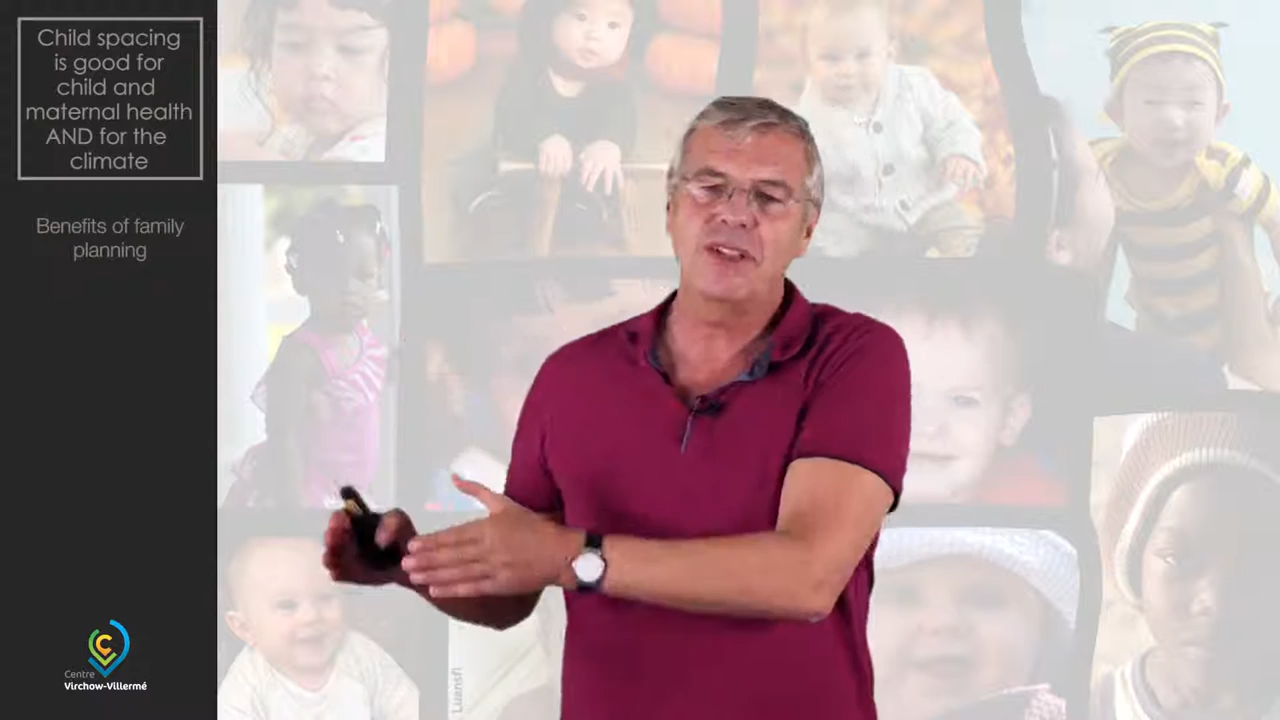 Child spacing
is good for
child and
maternal health
AND for the
climate
Benefits of family
planning
Centre
Virchow-Villermé
Luansfi